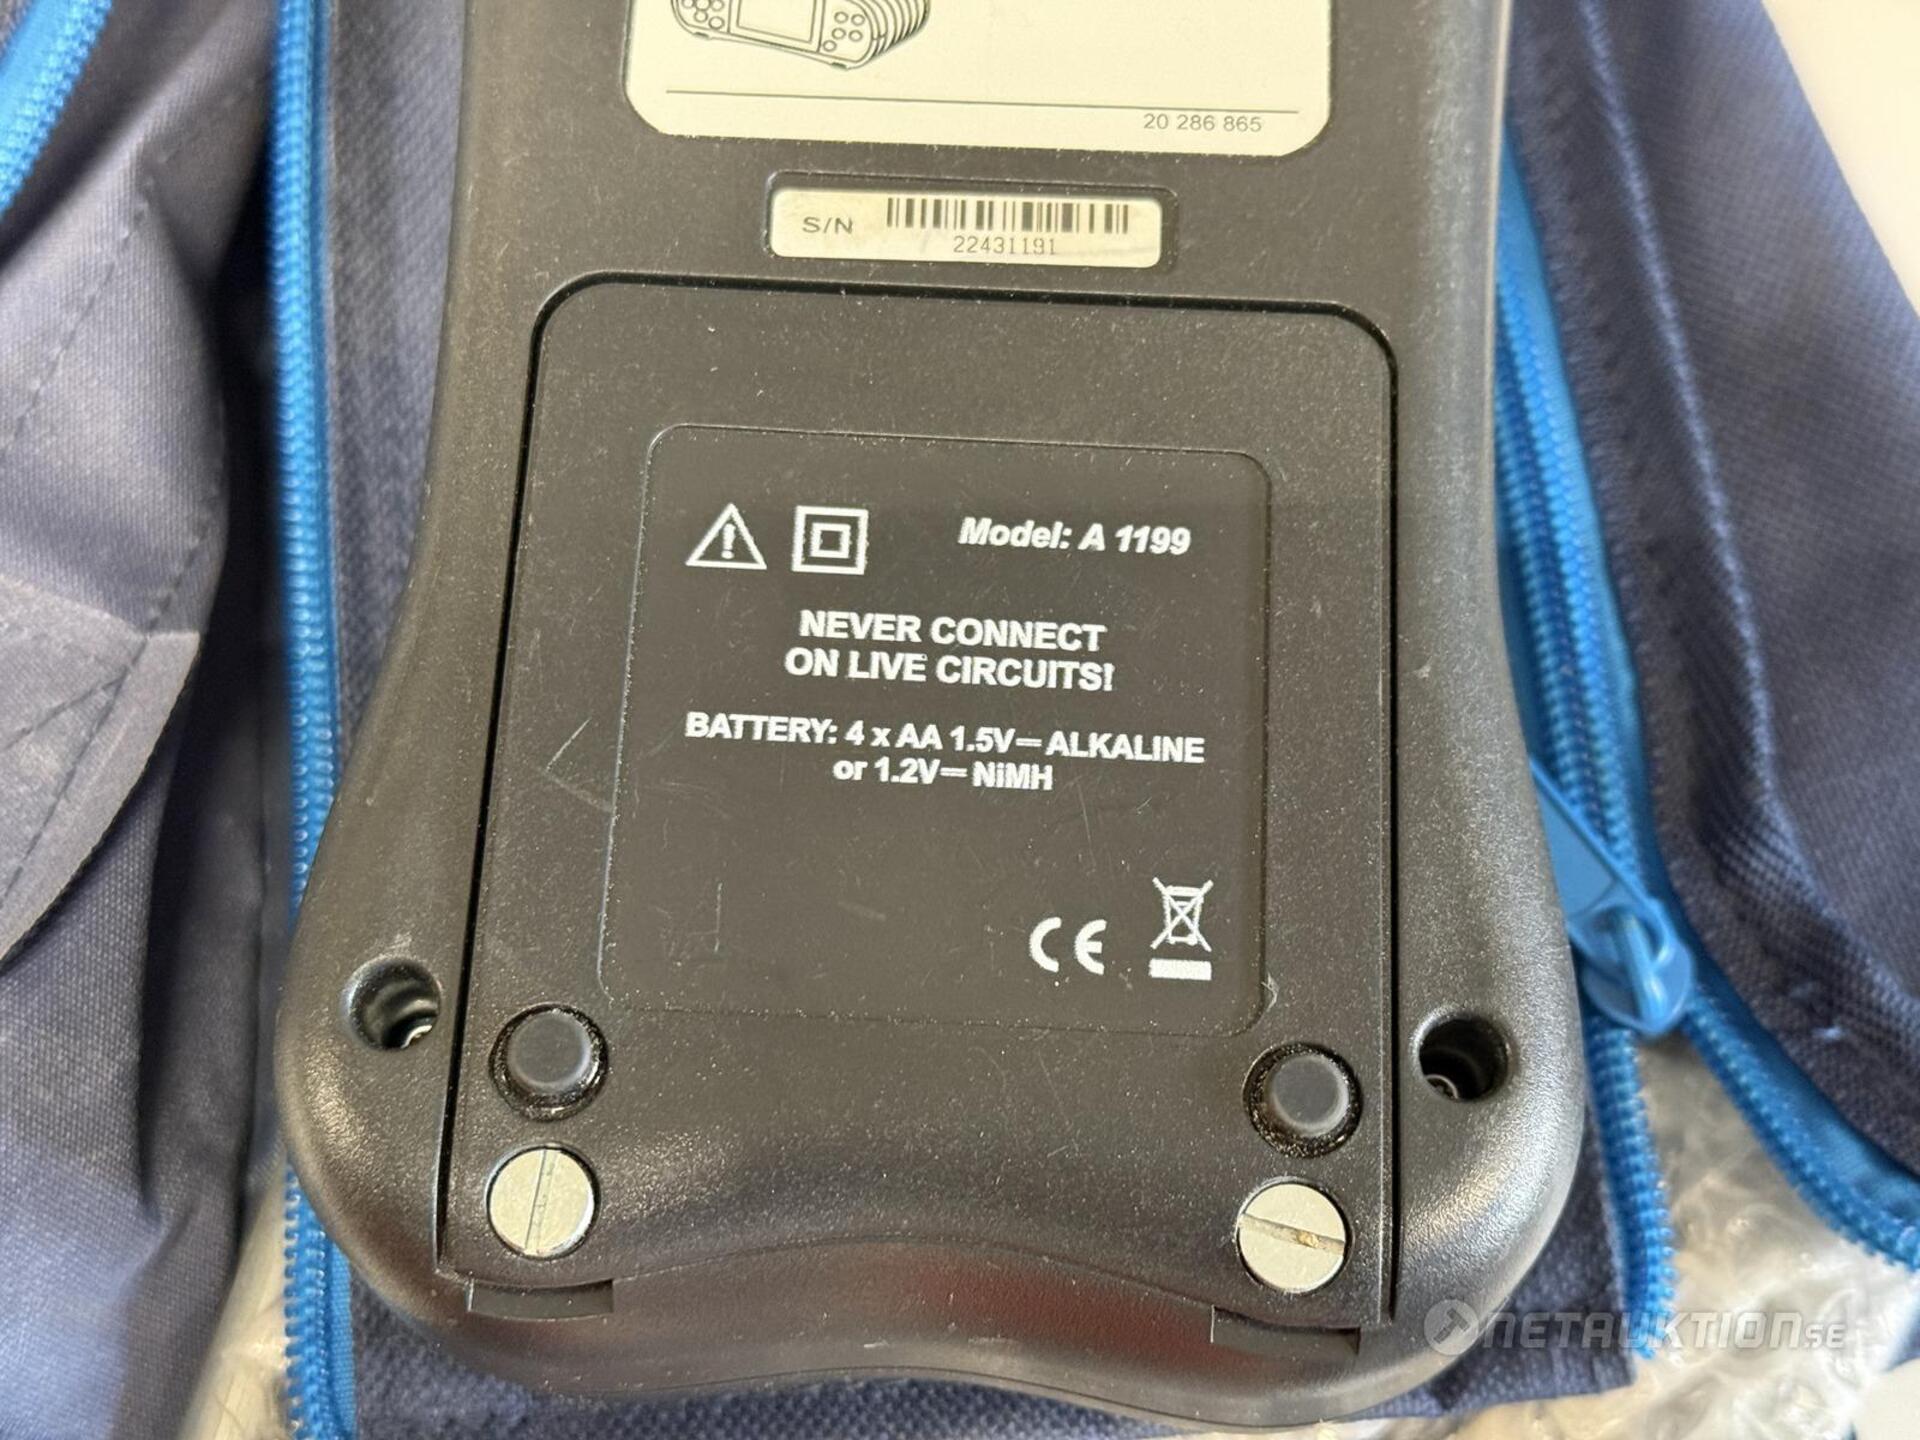 20 286 865
S/N
22431191
Model: A 1199
NEVER CONNECT
ON LIVE CIRCUITS!
BATTERY: 4 x AA 1.5V⎓ALKALINE
or 1.2V⎓NiMH
CE
NETAUKTION.SE